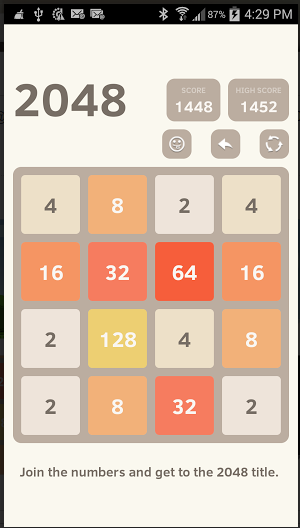 87% 4:29 PM
2048
SCORE HIGH SCORE
1448 1452
4 8 2 4
16 32 64 16
2 128 4 8
2 8 32 2
Join the numbers and get to the 2048 title.